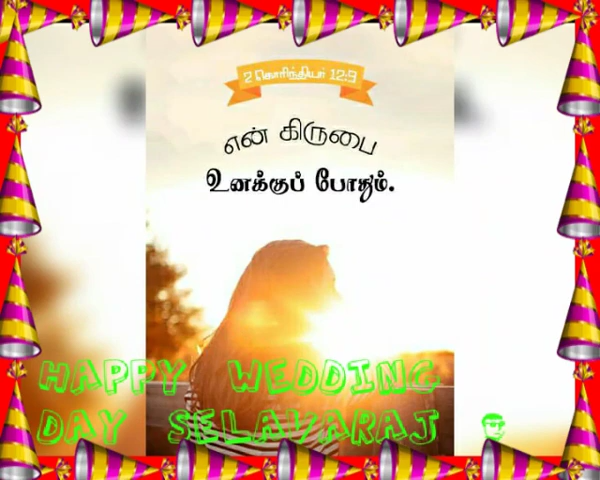 2 கொரிந்தியர் 12:9
என் கிருபை
உனக்குப் போதும்.
HAPPY WEDDING
DAY SELAVARAJ 😎